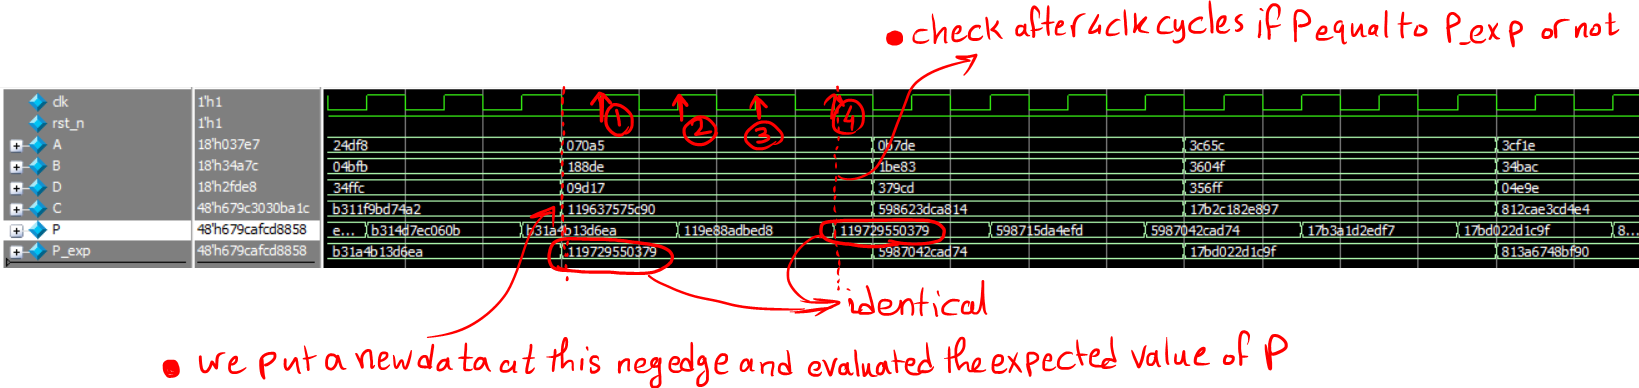 ● check after 4 clk cycles if P equal to P_exp or not
clk 1'h1
rst_n 1'h1
① ② ③ ④
A 18'h037e7 24df8 070a5 0b7de 3c65c 3cf1e
B 18'h34a7c 04bfb 188de 1be83 3604f 34bac
D 18'h2fde8 34ffc 09d17 379cd 356ff 04e9e
C 48'h679c3030ba1c b311f9bd74a2 119637575c90 598623dca814 17b2c182e897 812cae3cd4e4
P 48'h679cafcd8858 e... b314d7ec060b b31a4b13d6ea 119e88adbed8 119729550379 598715da4efd 5987042cad74 17b3a1d2edf7 17bd022d1c9f 8...
P_exp 48'h679cafcd8858 b31a4b13d6ea 119729550379 5987042cad74 17bd022d1c9f 813a6748bf90
identical
● we put a new data at this negedge and evaluated the expected value of P